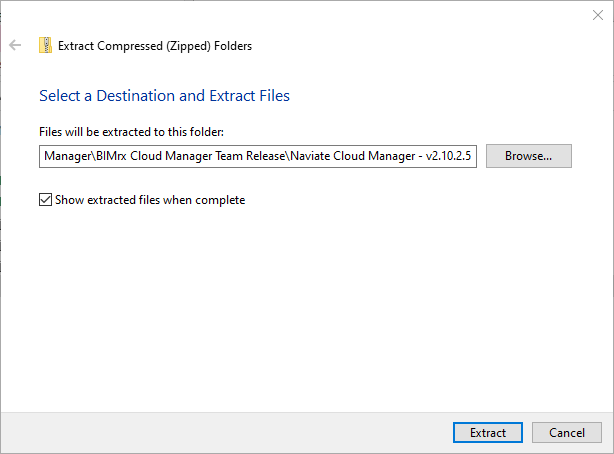 Extract Compressed (Zipped) Folders
Select a Destination and Extract Files
Files will be extracted to this folder:
Manager\BIMrx Cloud Manager Team Release\Naviate Cloud Manager - v2.10.2.5
Browse...
Show extracted files when complete
Extract
Cancel